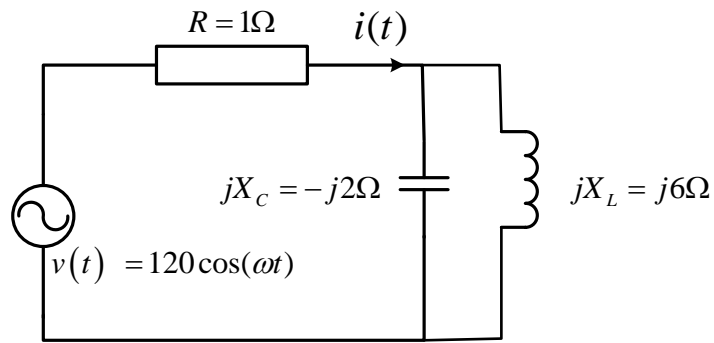 R = 1Ω
i(t)
jX_C = −j2Ω
jX_L = j6Ω
v(t) = 120 cos(ωt)